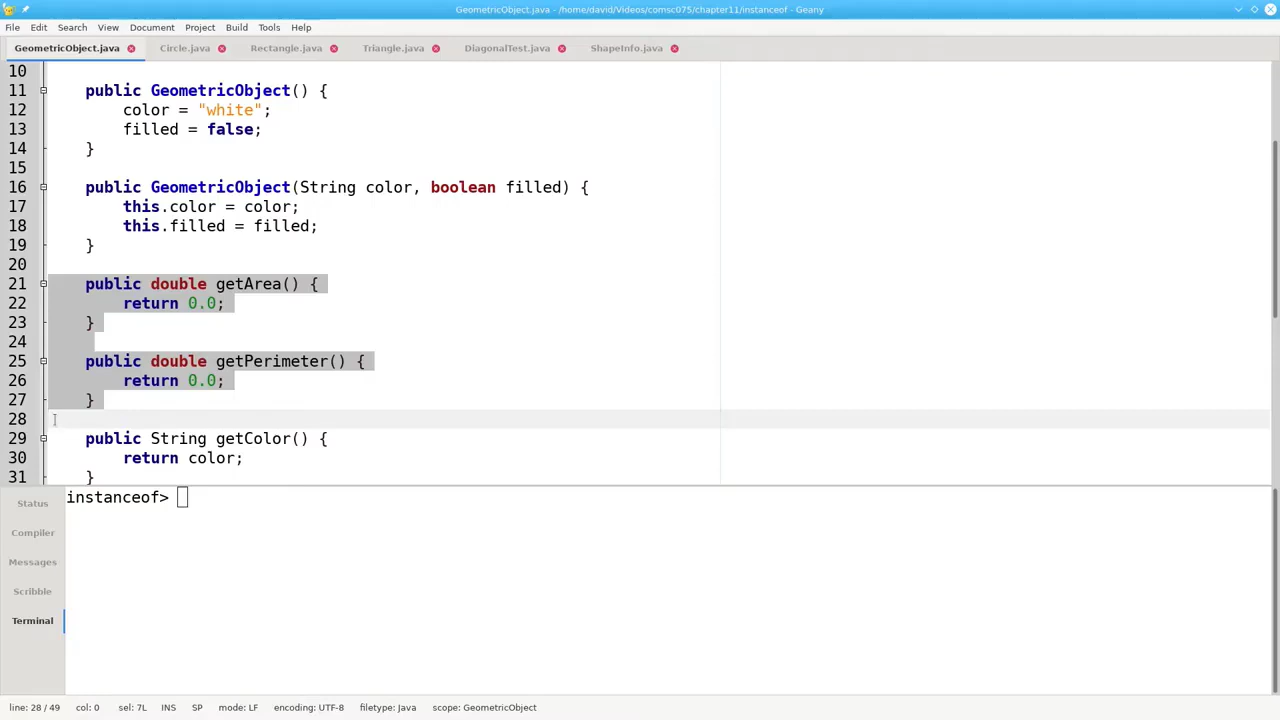 GeometricObject.java - /home/david/Videos/comsc075/chapter11/instanceof - Geany
File Edit Search View Document Project Build Tools Help
GeometricObject.java Circle.java Rectangle.java Triangle.java DiagonalTest.java ShapeInfo.java
10
11 public GeometricObject() {
12 color = "white";
13 filled = false;
14 }
15
16 public GeometricObject(String color, boolean filled) {
17 this.color = color;
18 this.filled = filled;
19 }
20
21 public double getArea() {
22 return 0.0;
23 }
24
25 public double getPerimeter() {
26 return 0.0;
27 }
28
29 public String getColor() {
30 return color;
31 }
instanceof>
Status
Compiler
Messages
Scribble
Terminal
line: 28 / 49 col: 0 sel: 7L INS SP mode: LF encoding: UTF-8 filetype: Java scope: GeometricObject